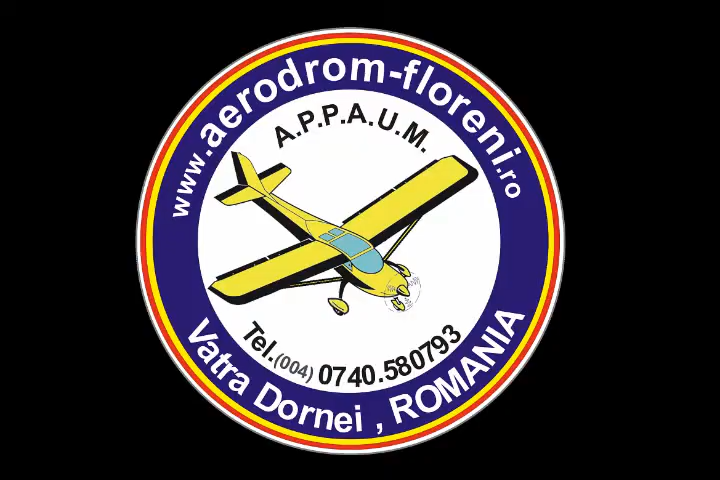 www.aerodrom-floreni.ro
A.P.P.A.U.M.
Tel.(004) 0740.580793
Vatra Dornei , ROMANIA